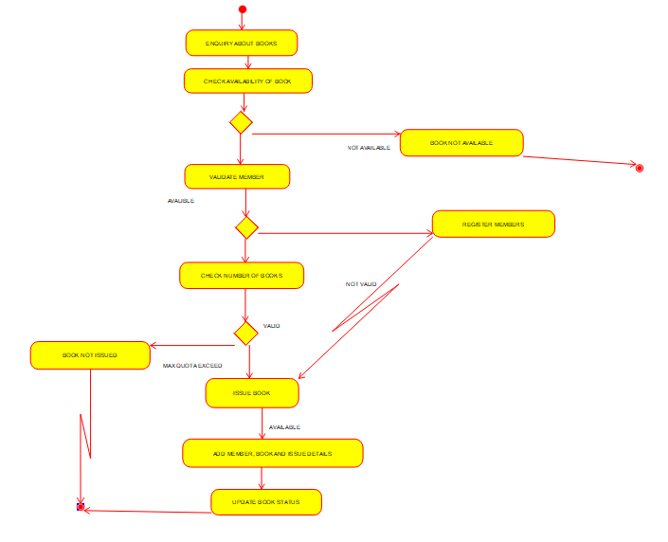 ENQUIRY ABOUT BOOKS
CHECK AVAILABILITY OF BOOK
NOT AVAILABLE
BOOK NOT AVAILABLE
VALIDATE MEMBER
AVALIBLE
REGISTER MEMBERS
CHECK NUMBER OF BOOKS
NOT VALID
VALID
BOOK NOT ISSUED
MAX QUOTA EXCEED
ISSUE BOOK
AVAILABLE
ADD MEMBER, BOOK AND ISSUE DETAILS
UPDATE BOOK STATUS